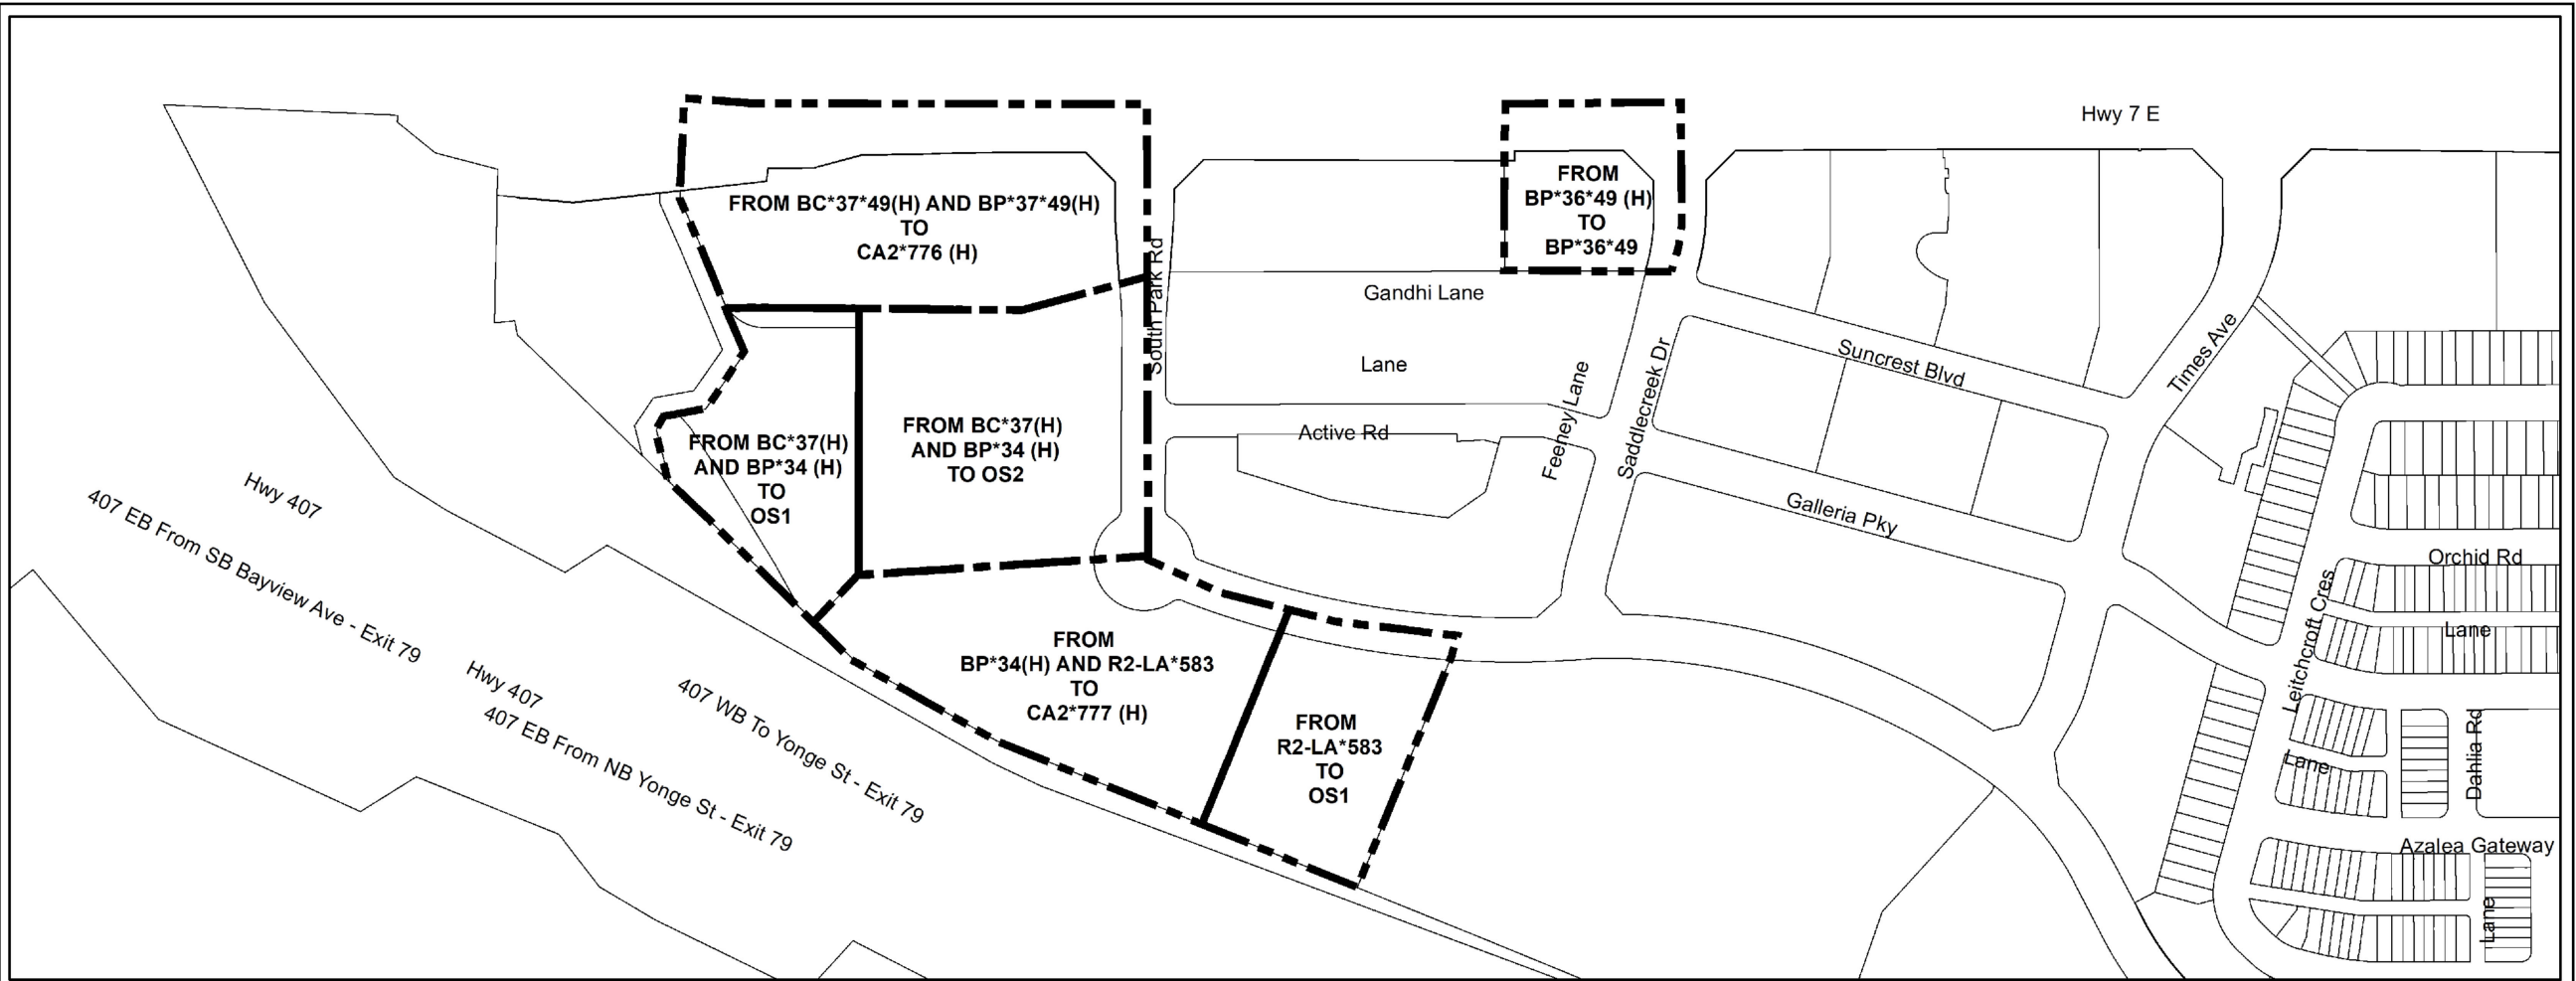 Hwy 7 E
FROM BC*37*49(H) AND BP*37*49(H)
TO
CA2*776 (H)
FROM
BP*36*49 (H)
TO
BP*36*49
South Park Rd
Gandhi Lane
Lane
Active Rd
Feeney Lane
Saddlecreek Dr
Suncrest Blvd
Times Ave
Galleria Pky
FROM BC*37(H)
AND BP*34 (H)
TO
OS1
FROM BC*37(H)
AND BP*34 (H)
TO OS2
Hwy 407
407 EB From SB Bayview Ave - Exit 79
Hwy 407
407 EB From NB Yonge St - Exit 79
407 WB To Yonge St - Exit 79
FROM
BP*34(H) AND R2-LA*583
TO
CA2*777 (H)
FROM
R2-LA*583
TO
OS1
Orchid Rd
Leitchcroft Cres
Lane
Lane
Dahlia Rd
Azalea Gateway
Lane